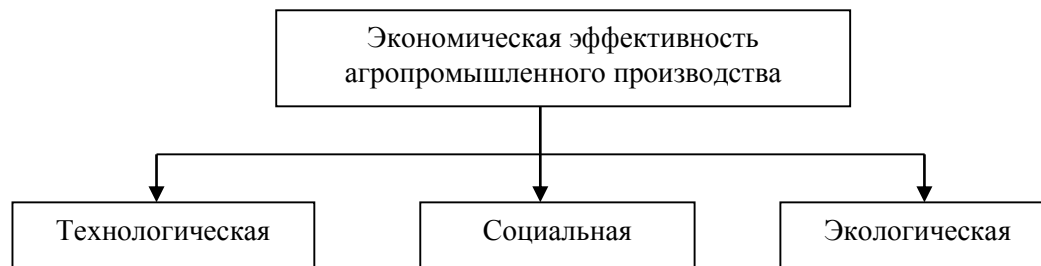 Экономическая эффективность
агропромышленного производства
Технологическая
Социальная
Экологическая